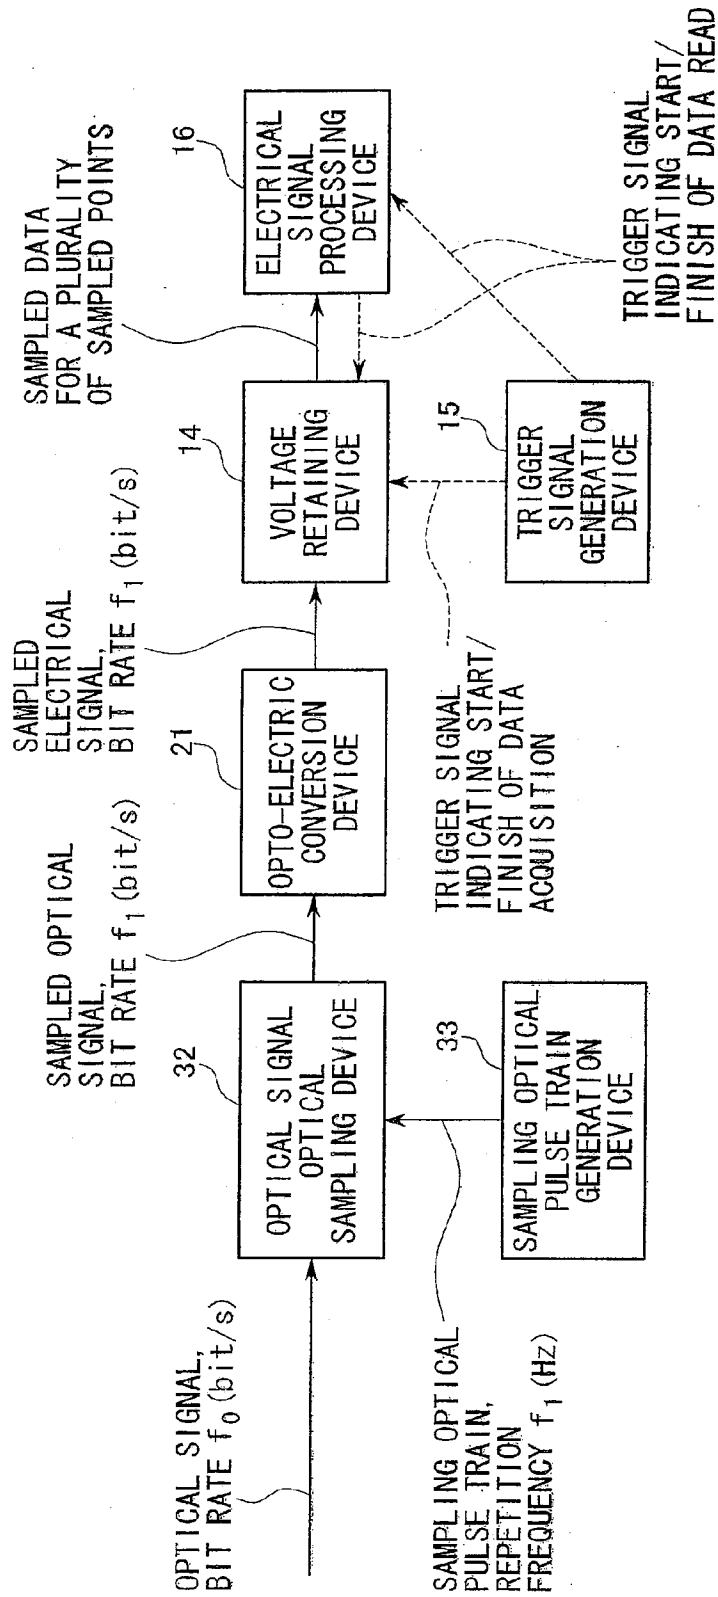 OPTICAL SIGNAL,
BIT RATE f0 (bit/s)
32
OPTICAL SIGNAL
OPTICAL
SAMPLING DEVICE
SAMPLED OPTICAL
SIGNAL,
BIT RATE f1 (bit/s)
21
OPTO-ELECTRIC
CONVERSION
DEVICE
SAMPLED
ELECTRICAL
SIGNAL,
BIT RATE f1 (bit/s)
14
VOLTAGE
RETAINING
DEVICE
SAMPLED DATA
FOR A PLURALITY
OF SAMPLED POINTS
16
ELECTRICAL
SIGNAL
PROCESSING
DEVICE
SAMPLING OPTICAL
PULSE TRAIN,
REPETITION
FREQUENCY f1 (Hz)
33
SAMPLING OPTICAL
PULSE TRAIN
GENERATION
DEVICE
TRIGGER SIGNAL
INDICATING START/
FINISH OF DATA
ACQUISITION
15
TRIGGER
SIGNAL
GENERATION
DEVICE
TRIGGER SIGNAL
INDICATING START/
FINISH OF DATA READ